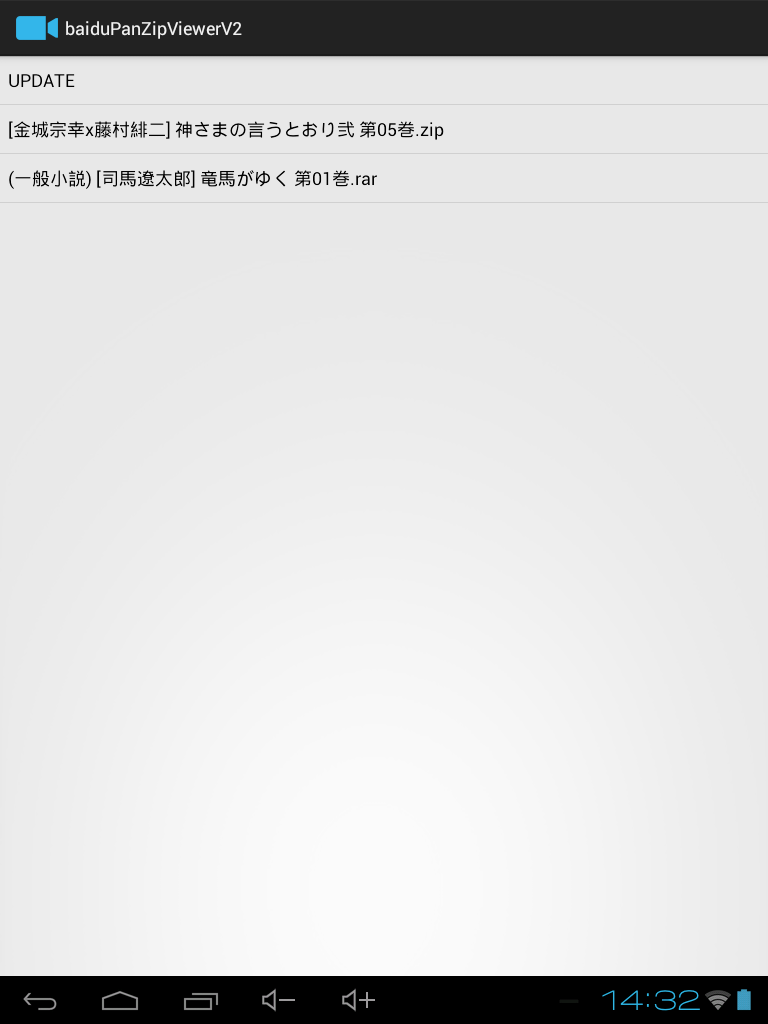 baiduPanZipViewerV2
UPDATE
[金城宗幸x藤村緋二] 神さまの言うとおり弐 第05巻.zip
(一般小説) [司馬遼太郎] 竜馬がゆく 第01巻.rar
14:32